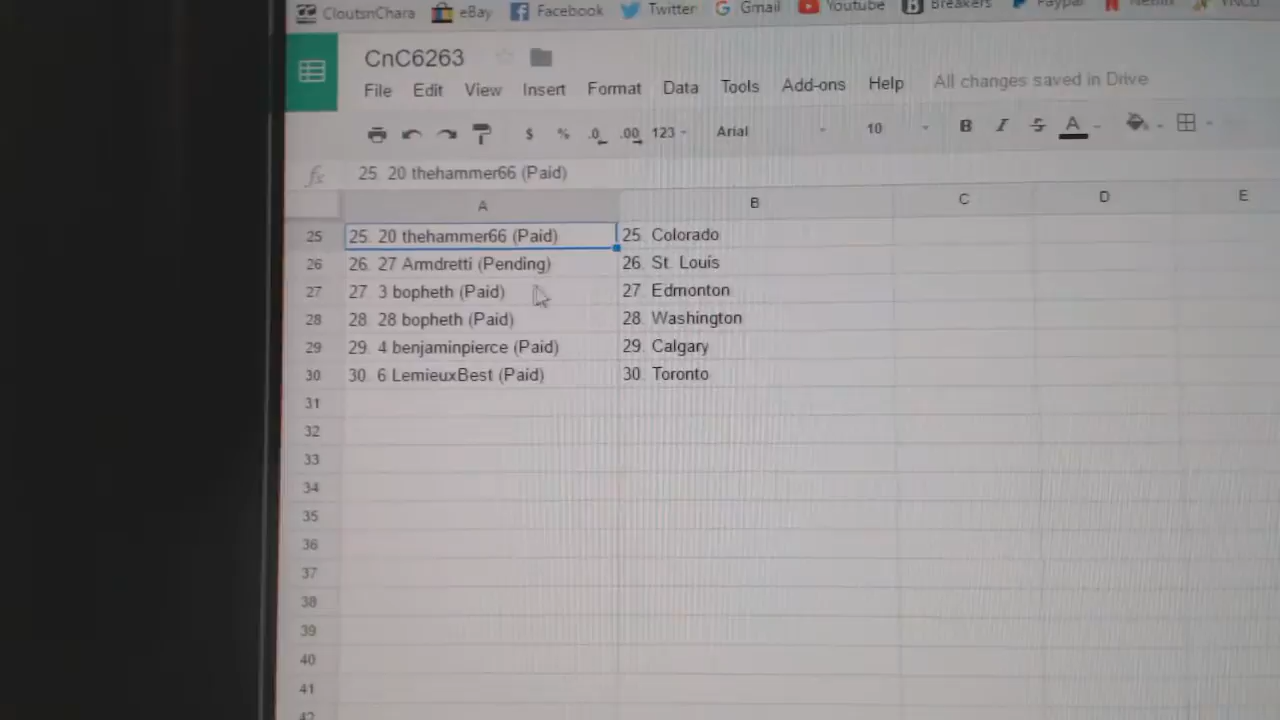 CloutsnChara eBay Facebook Twitter Gmail Youtube Breakers Paypal
CnC6263
File Edit View Insert Format Data Tools Add-ons Help All changes saved in Drive
$ % .0 .00 123 Arial 10 B I S A
fx 25. 20 thehammer66 (Paid)
A B C D E
25 25. 20 thehammer66 (Paid) 25. Colorado
26 26. 27 Armdretti (Pending) 26. St. Louis
27 27. 3 bopheth (Paid) 27. Edmonton
28 28. 28 bopheth (Paid) 28. Washington
29 29. 4 benjaminpierce (Paid) 29. Calgary
30 30. 6 LemieuxBest (Paid) 30. Toronto
31
32
33
34
35
36
37
38
39
40
41
42